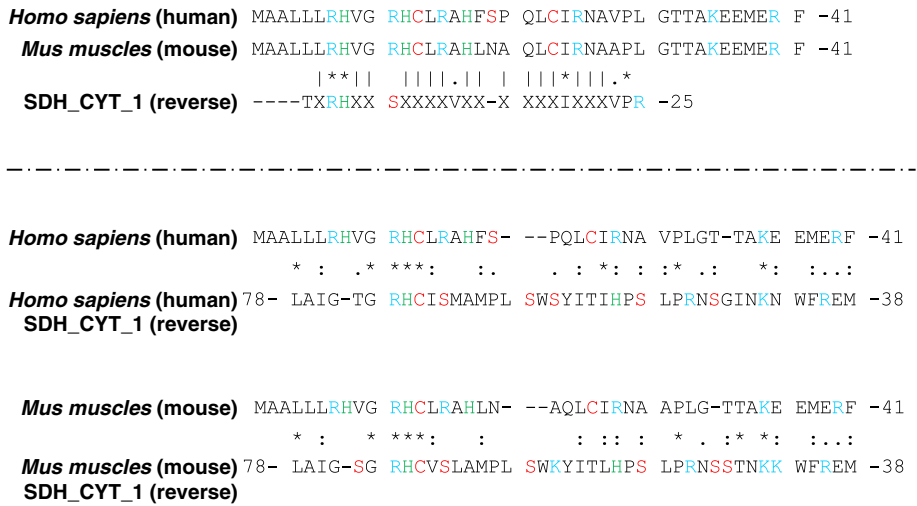 Homo sapiens (human) MAALLLRHVG RHCLRAHFSP QLCIRNAVPL GTTAKEEMER F -41
Mus muscles (mouse) MAALLLRHVG RHCLRAHLNA QLCIRNAAPL GTTAKEEMER F -41
|**|| ||||.|| | |||*|||.*
SDH_CYT_1 (reverse) ----TXRHXX SXXXXVXX-X XXXIXXXVPR -25
Homo sapiens (human) MAALLLRHVG RHCLRAHFS- --PQLCIRNA VPLGT-TAKE EMERF -41
* : .* ***: :. . : *: : :* .: *: :..:
Homo sapiens (human) 78- LAIG-TG RHCISMAMPL SWSYITIHPS LPRNSGINKN WFREM -38
SDH_CYT_1 (reverse)
Mus muscles (mouse) MAALLLRHVG RHCLRAHLN- --AQLCIRNA APLG-TTAKE EMERF -41
* : * ***: : : :: : * . :* *: :..:
Mus muscles (mouse) 78- LAIG-SG RHCVSLAMPL SWKYITLHPS LPRNSSTNKK WFREM -38
SDH_CYT_1 (reverse)